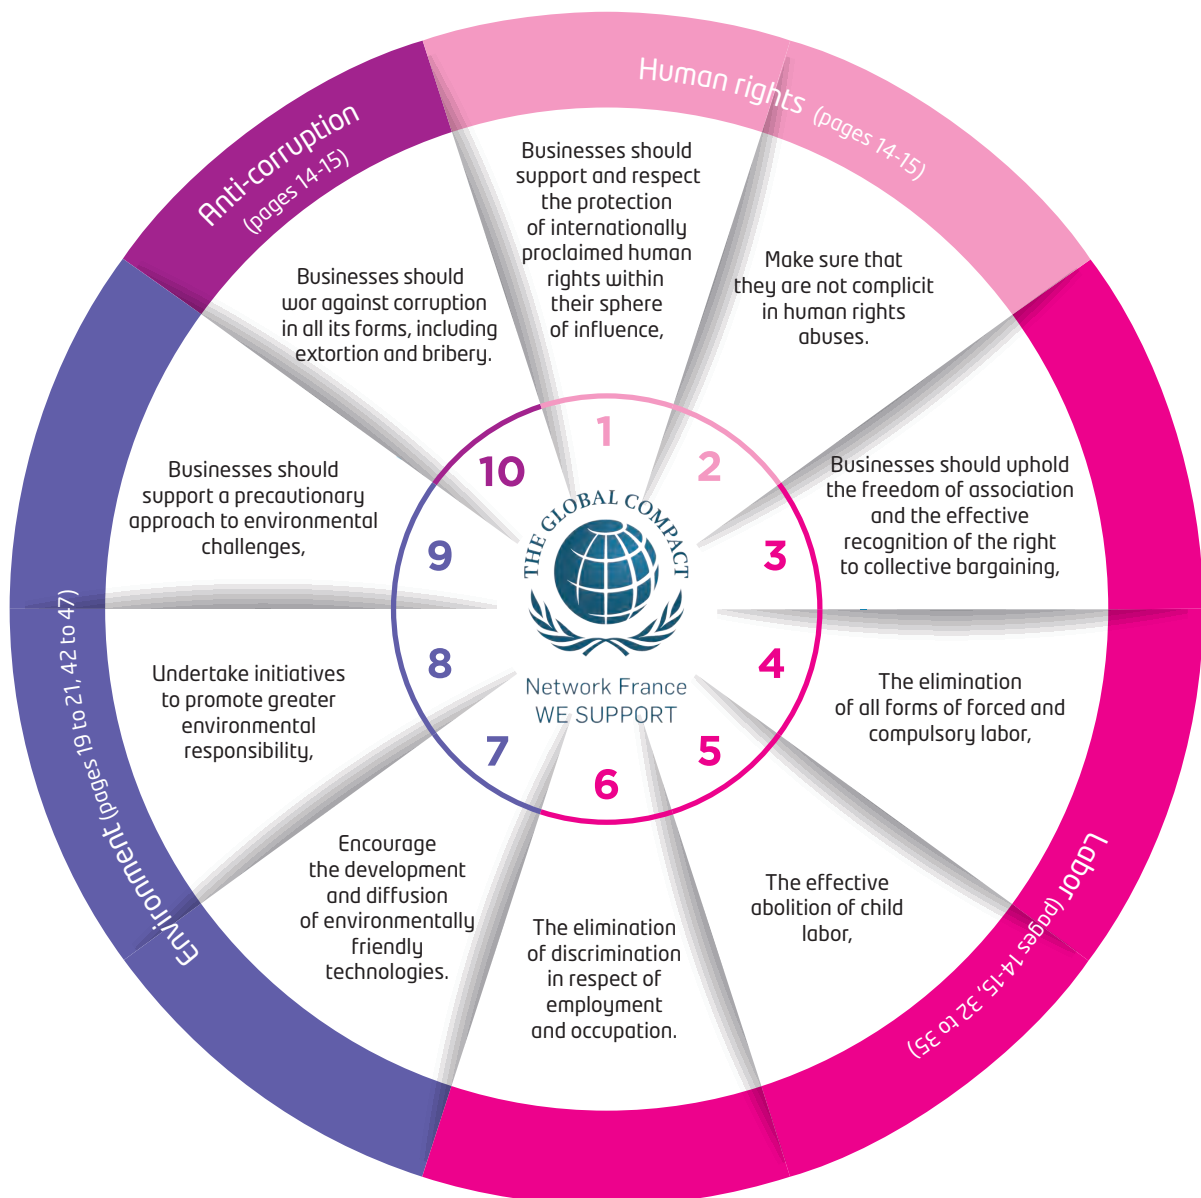 Human rights (pages 14-15)
Businesses should
support and respect
the protection
of internationally
proclaimed human
rights within
their sphere
of influence,
1
Make sure that
they are not complicit
in human rights
abuses.
2
Businesses should uphold
the freedom of association
and the effective
recognition of the right
to collective bargaining,
3
The elimination
of all forms of forced and
compulsory labor,
4
Labor (pages 14-15, 32 to 35)
The effective
abolition of child
labor,
5
The elimination
of discrimination
in respect of
employment
and occupation.
6
Encourage
the development
and diffusion
of environmentally
friendly
technologies.
7
Environment (pages 19 to 21, 42 to 47)
Undertake initiatives
to promote greater
environmental
responsibility,
8
Businesses should
support a precautionary
approach to environmental
challenges,
9
Anti-corruption
(pages 14-15)
Businesses should
wor against corruption
in all its forms, including
extortion and bribery.
10
THE GLOBAL COMPACT
Network France
WE SUPPORT